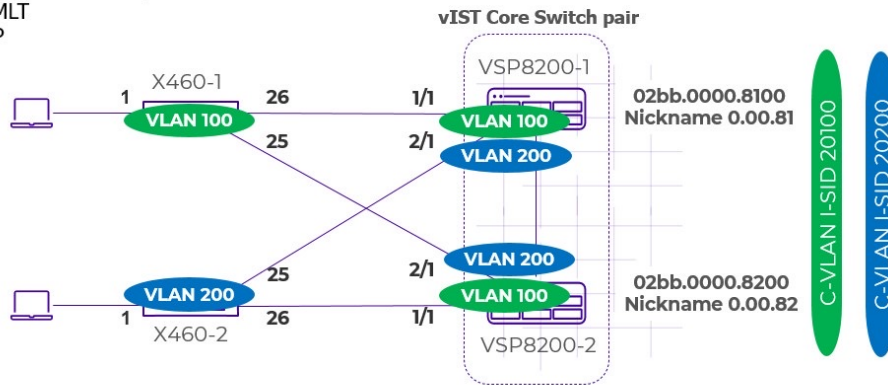 MLT
vIST Core Switch pair
X460-1
VSP8200-1
1
26
1/1
02bb.0000.8100
Nickname 0.00.81
VLAN 100
VLAN 100
25
2/1
VLAN 200
C-VLAN I-SID 20100
C-VLAN I-SID 20200
VLAN 200
25
2/1
VLAN 200
VLAN 100
02bb.0000.8200
Nickname 0.00.82
1
26
1/1
X460-2
VSP8200-2